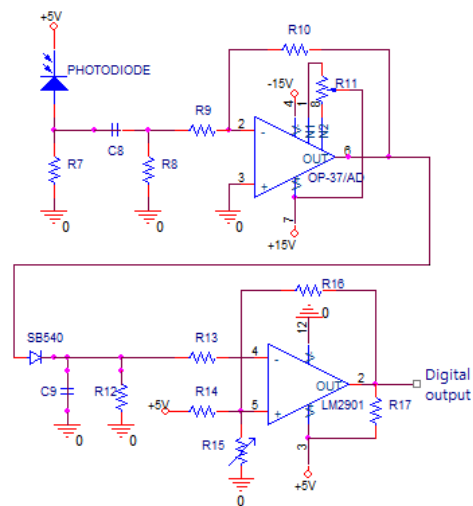 +5V
PHOTODIODE
R7
0
C8
R8
0
R9
R10
-15V
R11
4
1
8
2
-
V-
N1
N2
OUT
6
3
+
V+
OP-37/AD
0
7
+15V
SB540
C9
R12
0
R13
R14
+5V
R15
0
R16
0
12
4
-
V-
OUT
2
5
+
V+
LM2901
R17
3
+5V
Digital
output